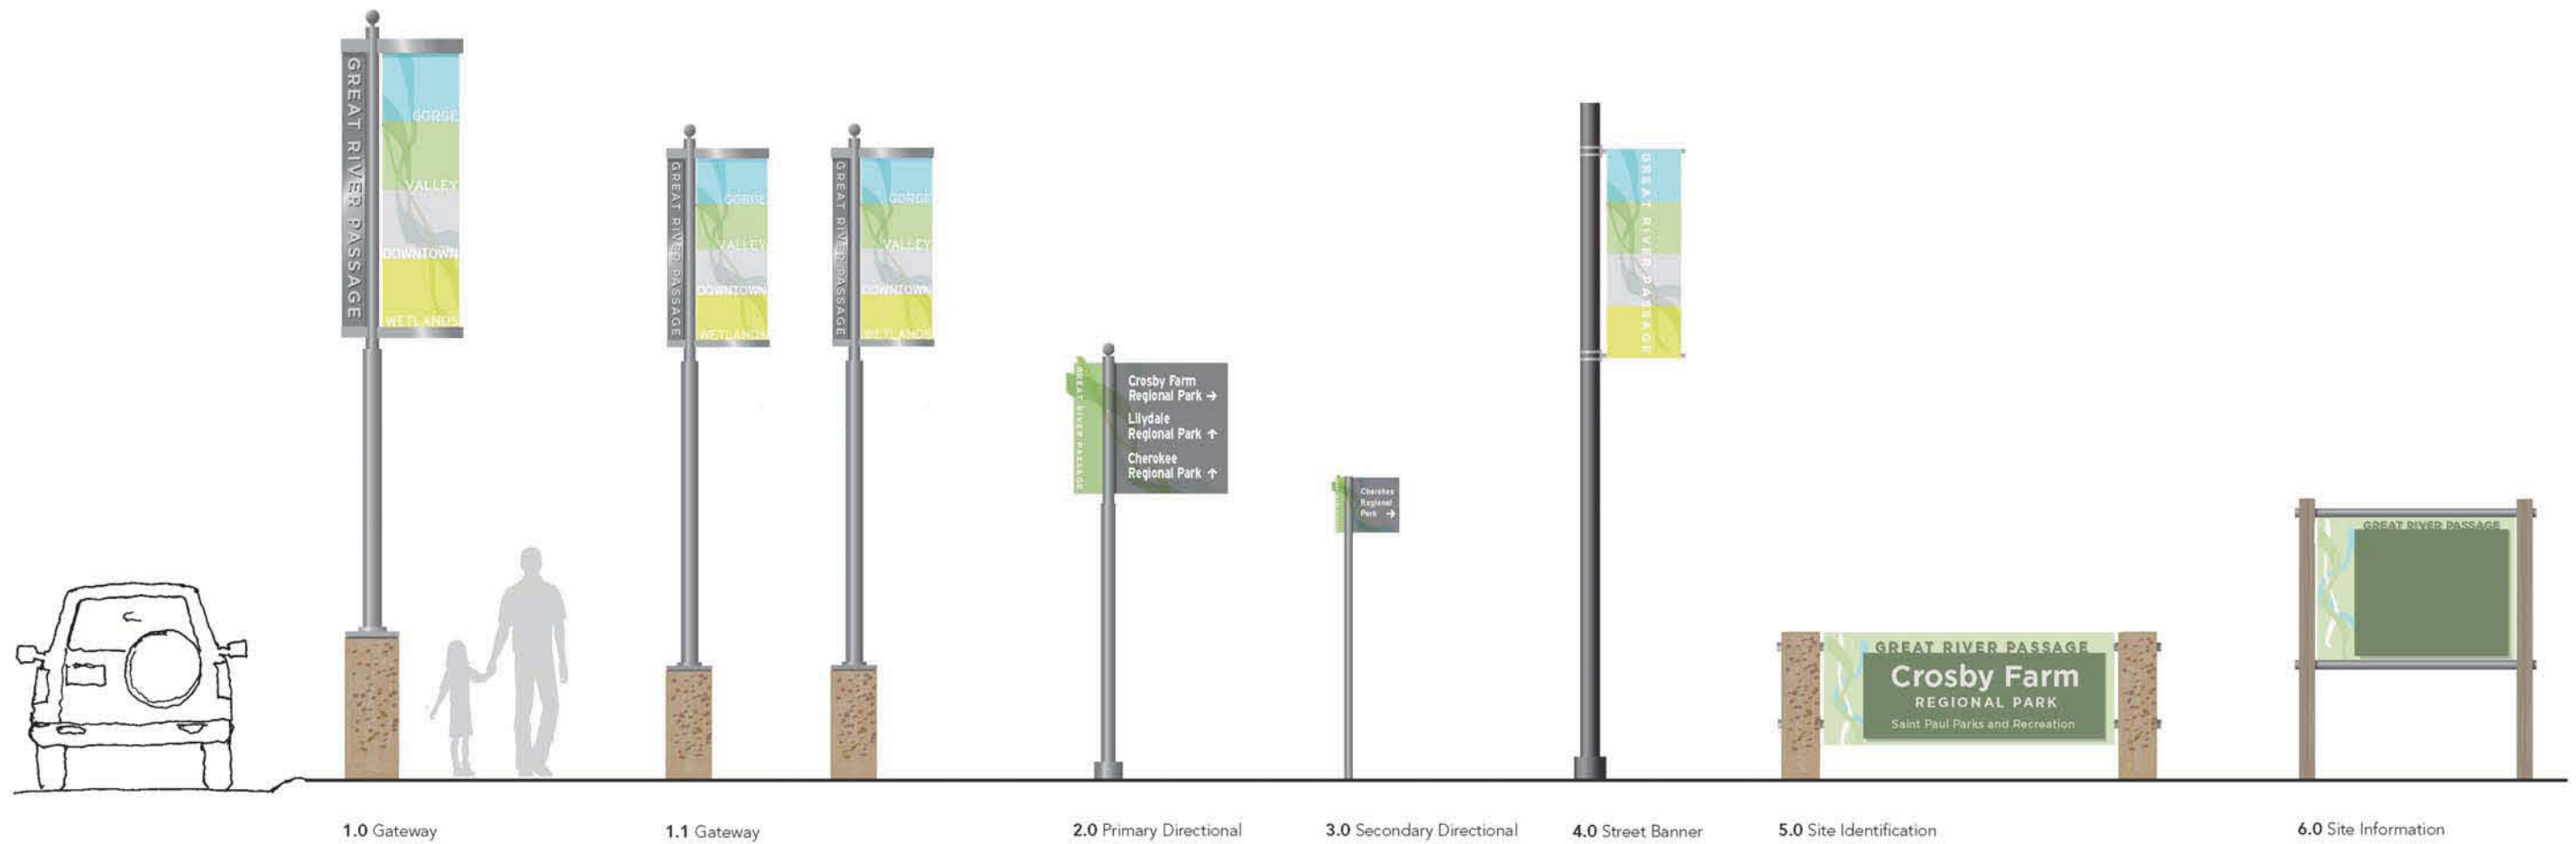 GREAT RIVER PASSAGE
GORGE
VALLEY
DOWNTOWN
WETLANDS
GREAT RIVER PASSAGE
GORGE
VALLEY
DOWNTOWN
WETLANDS
GREAT RIVER PASSAGE
GORGE
VALLEY
DOWNTOWN
WETLANDS
GREAT RIVER PASSAGE
Crosby Farm
Regional Park →
Lilydale
Regional Park ↑
Cherokee
Regional Park ↑
Cherokee
Regional
Park →
GREAT RIVER PASSAGE
GREAT RIVER PASSAGE
Crosby Farm
REGIONAL PARK
Saint Paul Parks and Recreation
GREAT RIVER PASSAGE
1.0 Gateway
1.1 Gateway
2.0 Primary Directional
3.0 Secondary Directional
4.0 Street Banner
5.0 Site Identification
6.0 Site Information